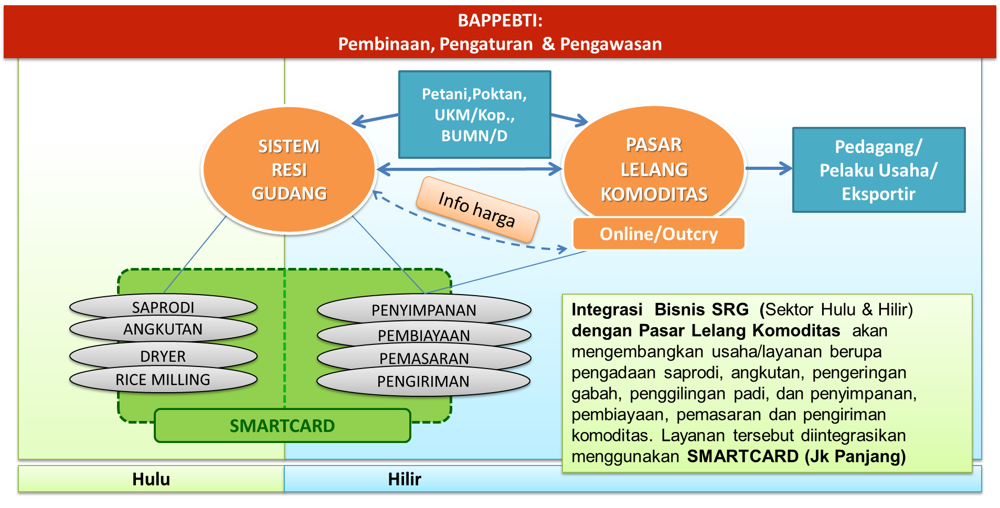 BAPPEBTI:
Pembinaan, Pengaturan & Pengawasan
Petani,Poktan,
UKM/Kop.,
BUMN/D
SISTEM
RESI
GUDANG
PASAR
LELANG
KOMODITAS
Online/Outcry
Pedagang/
Pelaku Usaha/
Eksportir
Info harga
SAPRODI
ANGKUTAN
DRYER
RICE MILLING
PENYIMPANAN
PEMBIAYAAN
PEMASARAN
PENGIRIMAN
SMARTCARD
Integrasi Bisnis SRG (Sektor Hulu & Hilir)
dengan Pasar Lelang Komoditas akan
mengembangkan usaha/layanan berupa
pengadaan saprodi, angkutan, pengeringan
gabah, penggilingan padi, dan penyimpanan,
pembiayaan, pemasaran dan pengiriman
komoditas. Layanan tersebut diintegrasikan
menggunakan SMARTCARD (Jk Panjang)
Hulu
Hilir